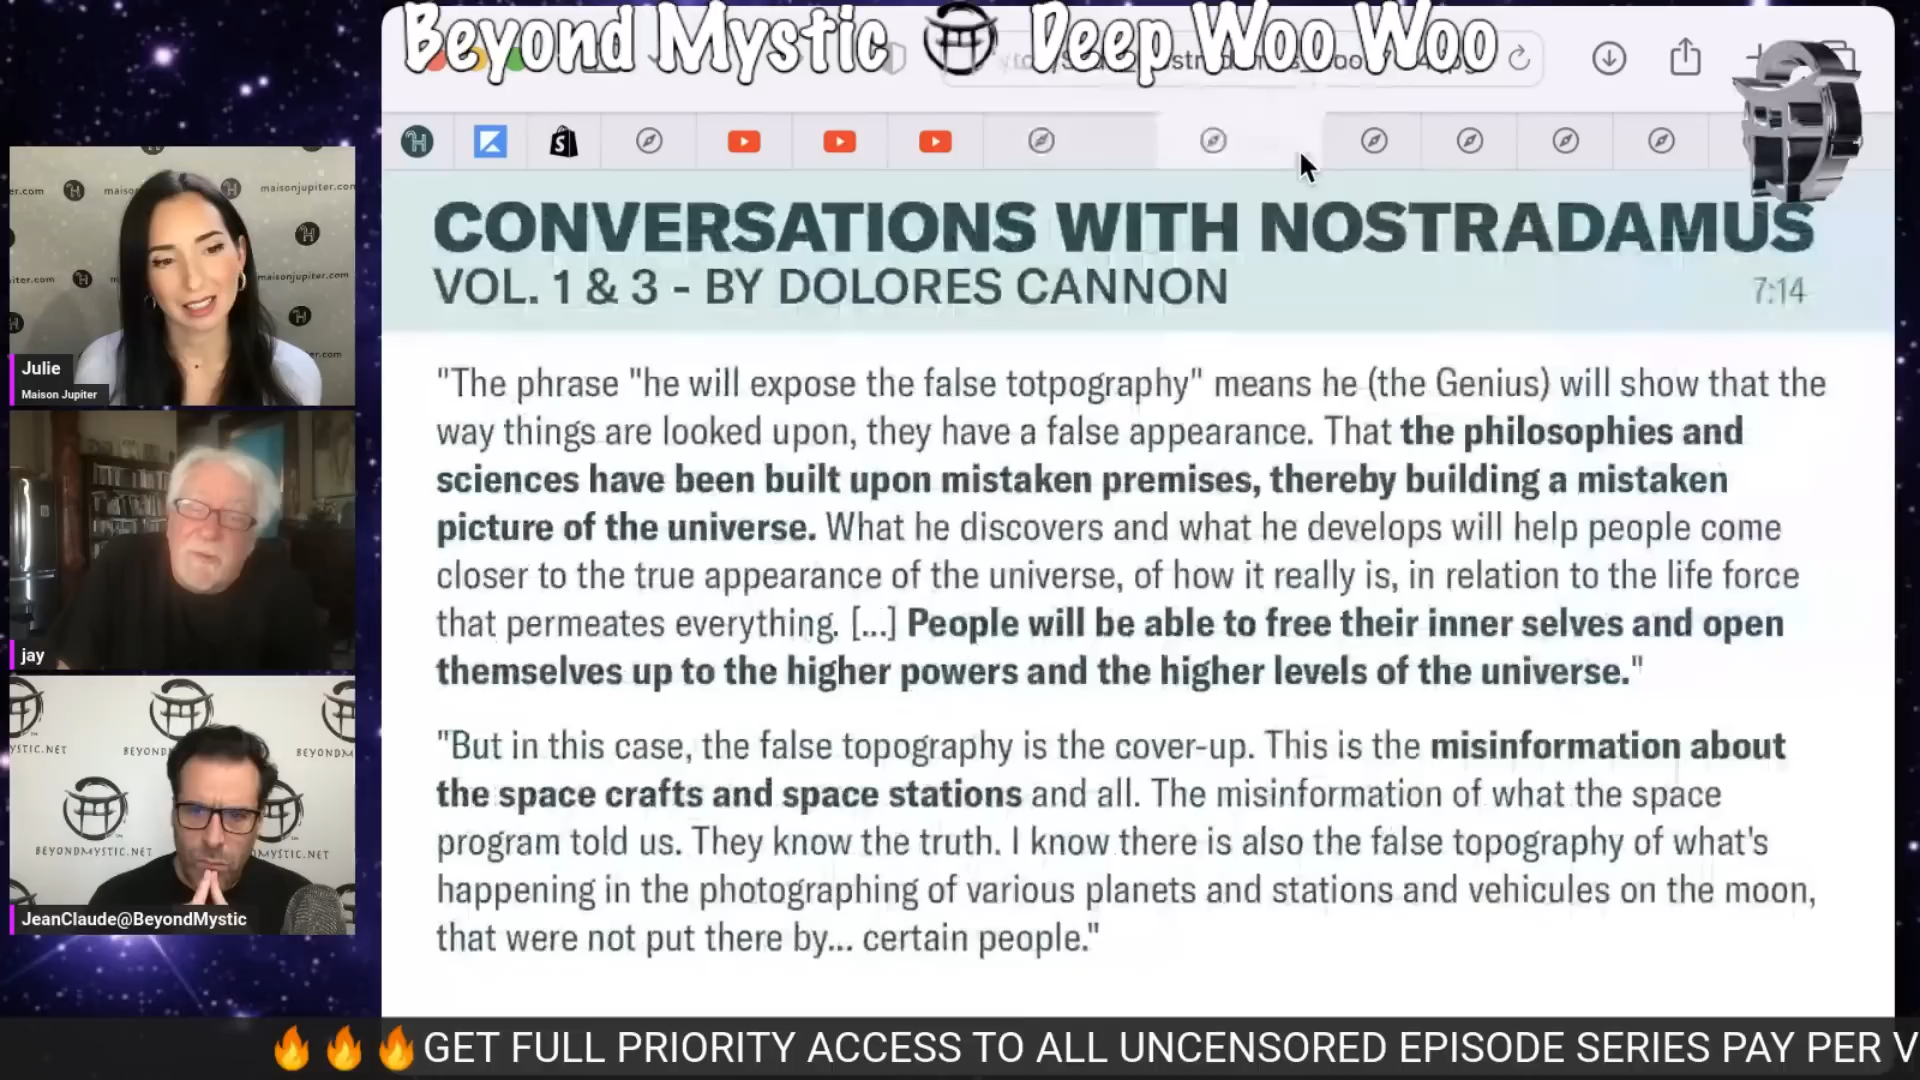 Beyond Mystic Deep Woo Woo
er.com maisonjupiter.com
maisonjupiter.com
Julie
Maison Jupiter
jay
BEYONDMYSTIC.NET
JeanClaude@BeyondMystic
CONVERSATIONS WITH NOSTRADAMUS
VOL. 1 & 3 - BY DOLORES CANNON
7:14
"The phrase "he will expose the false totpography" means he (the Genius) will show that the
way things are looked upon, they have a false appearance. That the philosophies and
sciences have been built upon mistaken premises, thereby building a mistaken
picture of the universe. What he discovers and what he develops will help people come
closer to the true appearance of the universe, of how it really is, in relation to the life force
that permeates everything. [...] People will be able to free their inner selves and open
themselves up to the higher powers and the higher levels of the universe."
"But in this case, the false topography is the cover-up. This is the misinformation about
the space crafts and space stations and all. The misinformation of what the space
program told us. They know the truth. I know there is also the false topography of what's
happening in the photographing of various planets and stations and vehicules on the moon,
that were not put there by... certain people."
GET FULL PRIORITY ACCESS TO ALL UNCENSORED EPISODE SERIES PAY PER V